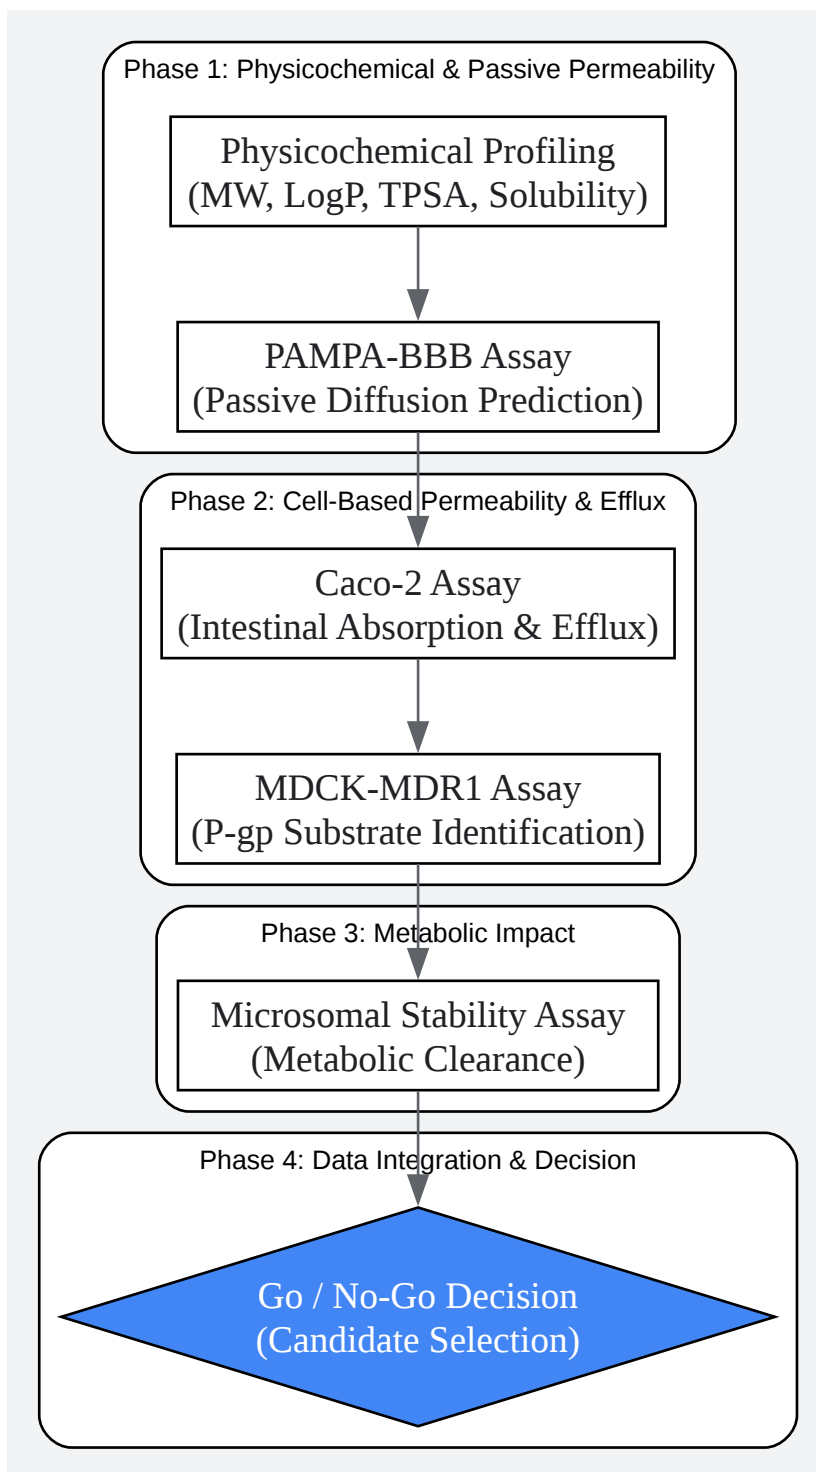 Phase 1: Physicochemical & Passive Permeability
Physicochemical Profiling
(MW, LogP, TPSA, Solubility)
PAMPA-BBB Assay
(Passive Diffusion Prediction)
Phase 2: Cell-Based Permeability & Efflux
Caco-2 Assay
(Intestinal Absorption & Efflux)
MDCK-MDR1 Assay
(P-gp Substrate Identification)
Phase 3: Metabolic Impact
Microsomal Stability Assay
(Metabolic Clearance)
Phase 4: Data Integration & Decision
Go / No-Go Decision
(Candidate Selection)